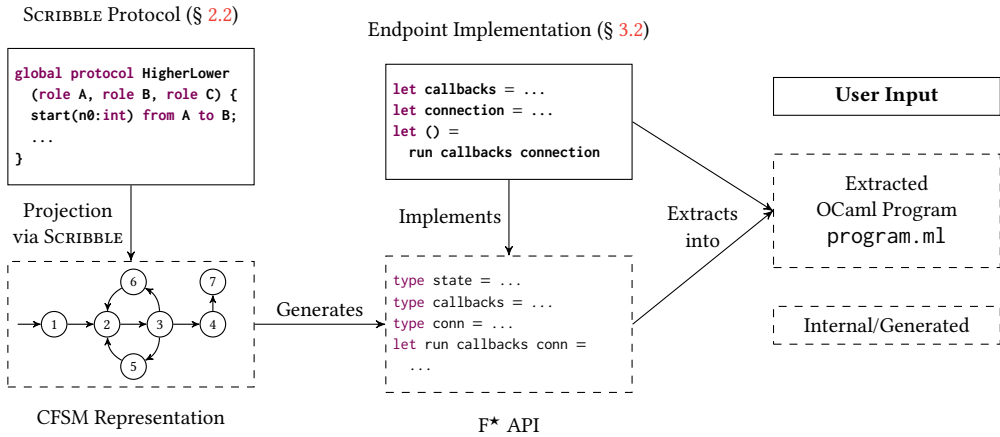 SCRIBBLE Protocol (§ 2.2)
global protocol HigherLower
(role A, role B, role C) {
start(n0:int) from A to B;
...
}
Projection
via SCRIBBLE
1
2
3
4
5
6
7
CFSM Representation
Generates
Endpoint Implementation (§ 3.2)
let callbacks = ...
let connection = ...
let () =
run callbacks connection
Implements
type state = ...
type callbacks = ...
type conn = ...
let run callbacks conn =
...
F★ API
Extracts
into
User Input
Extracted
OCaml Program
program.ml
Internal/Generated